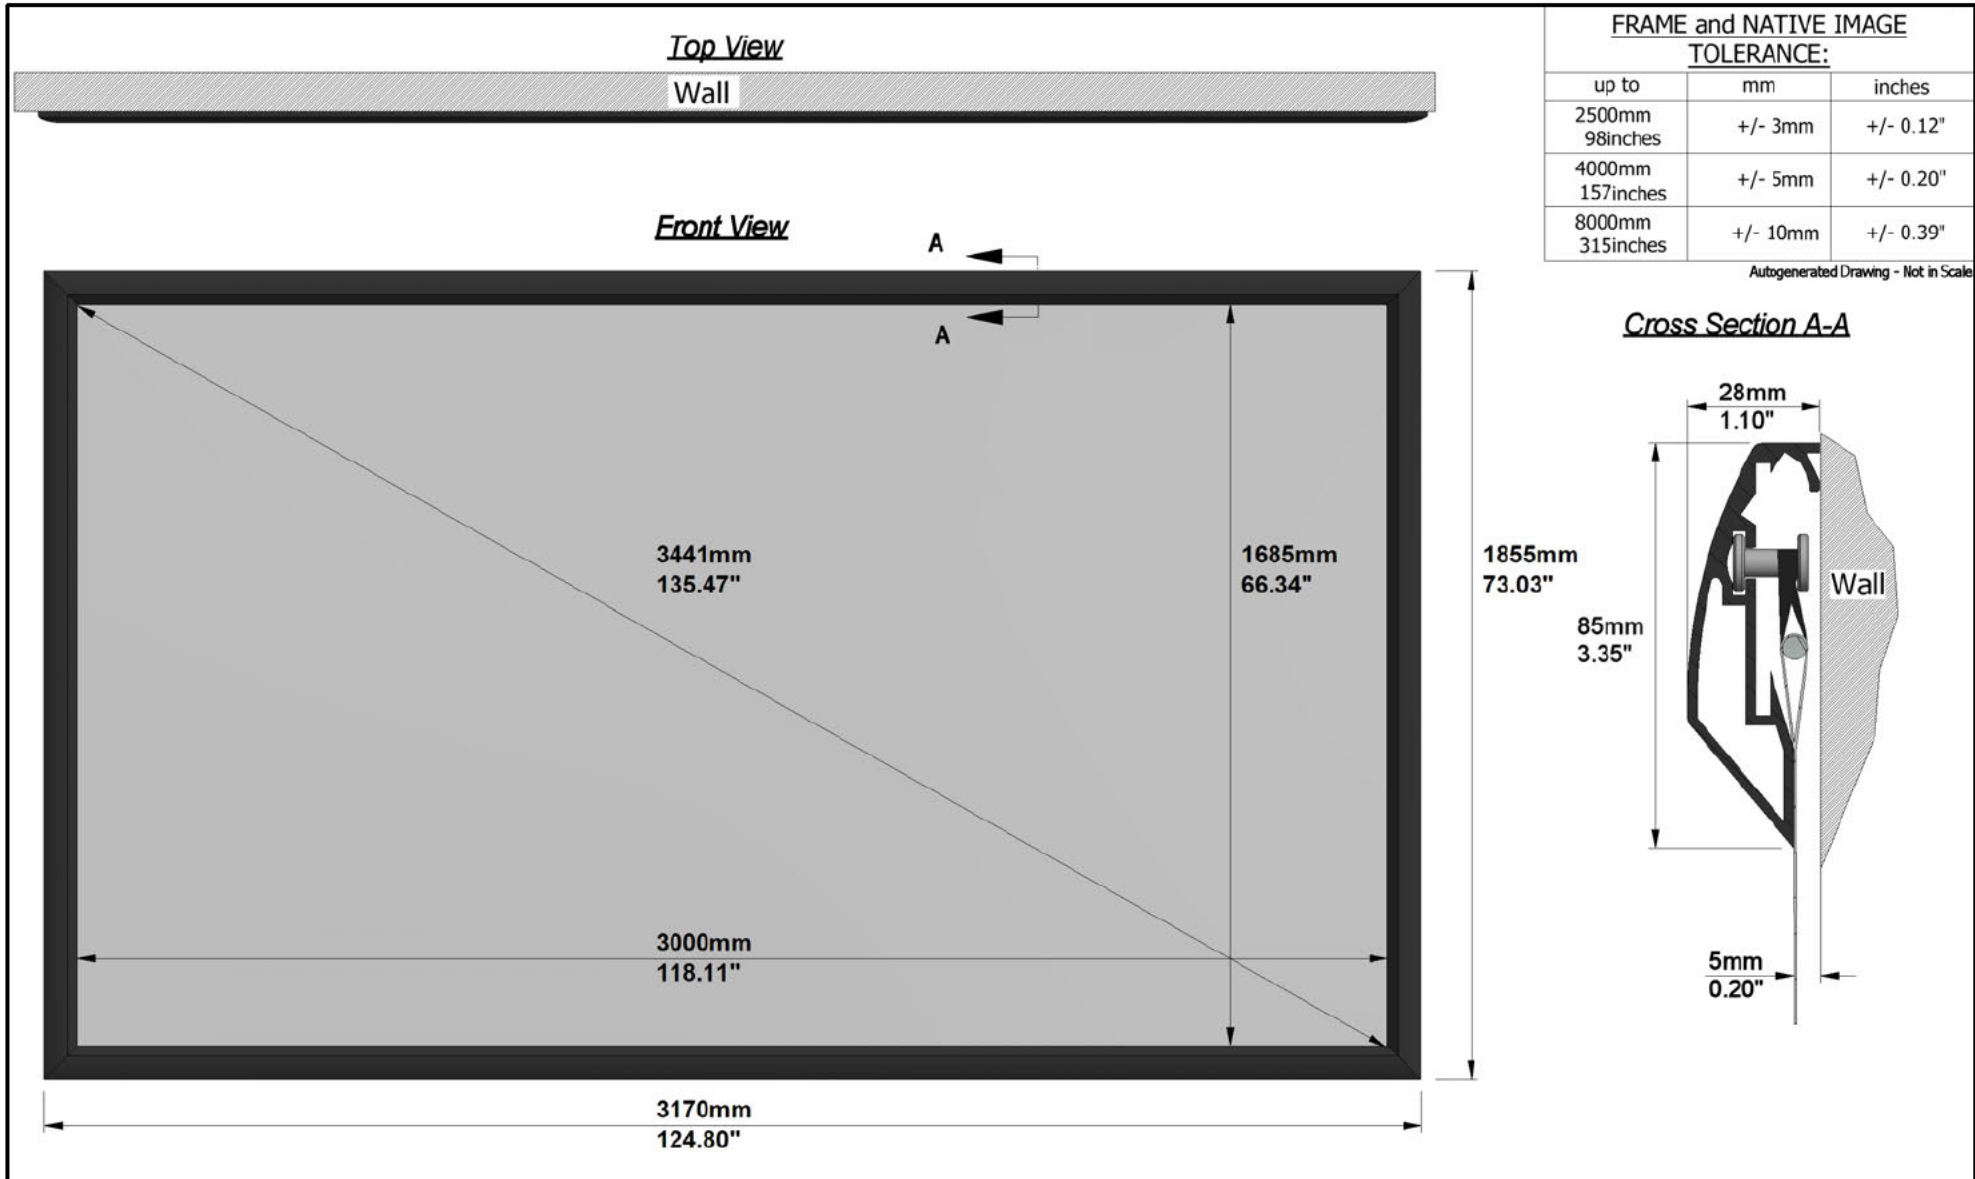 Top View
Wall
FRAME and NATIVE IMAGE
TOLERANCE:
up to mm inches
2500mm
98inches
+/- 3mm +/- 0.12"
4000mm
157inches
+/- 5mm +/- 0.20"
8000mm
315inches
+/- 10mm +/- 0.39"
Autogenerated Drawing - Not in Scale
Front View
A
A
3441mm
135.47"
1685mm
66.34"
1855mm
73.03"
3000mm
118.11"
3170mm
124.80"
Cross Section A-A
28mm
1.10"
Wall
85mm
3.35"
5mm
0.20"